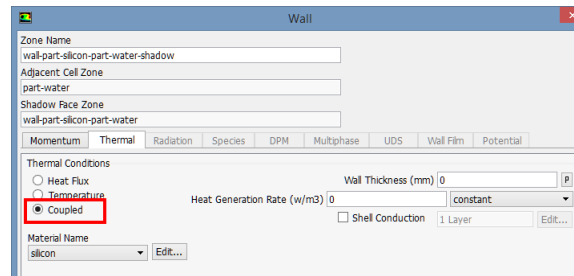 Wall
Zone Name
wall-part-silicon-part-water-shadow
Adjacent Cell Zone
part-water
Shadow Face Zone
wall-part-silicon-part-water
Momentum Thermal Radiation Species DPM Multiphase UDS Wall Film Potential
Thermal Conditions
Heat Flux
Temperature
Coupled
Wall Thickness (mm) 0 P
Heat Generation Rate (w/m3) 0 constant
Shell Conduction 1 Layer Edit...
Material Name
silicon Edit...